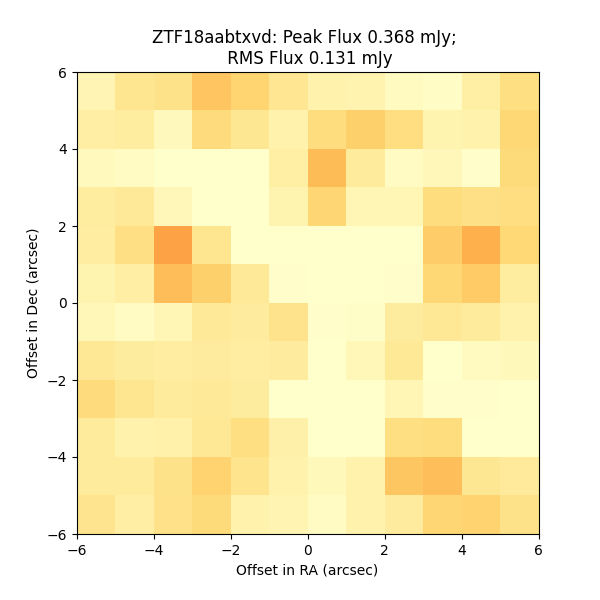 ZTF18aabtxvd: Peak Flux 0.368 mJy;
RMS Flux 0.131 mJy
6
4
2
0
−2
−4
−6
Offset in Dec (arcsec)
−6 −4 −2 0 2 4 6
Offset in RA (arcsec)